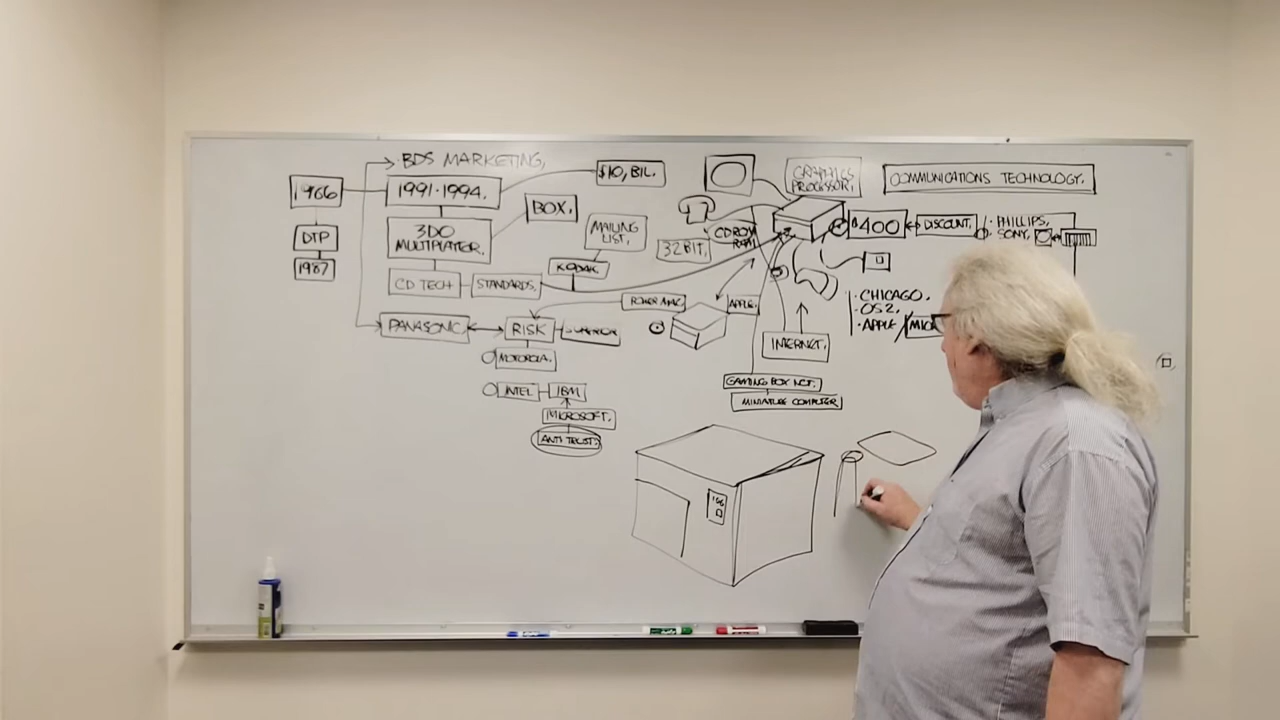 BDS MARKETING,
1966
1991-1994.
$10, BIL.
DTP
1987
3DO
MULTIPLAYER.
BOX.
MAILING
LIST.
KODAK
CD TECH
STANDARDS.
PANASONIC.
RISK
MOTOROLA.
INTEL
IBM
MICROSOFT.
ANTI TRUST.
GRAPHICS
PROCESSOR.
COMMUNICATIONS TECHNOLOGY.
CDROM
32 BIT.
$400
DISCOUNT.
· PHILLIPS,
SONY.
POWER MAC
APPLE.
INTERNET.
· CHICAGO.
· OS2.
· APPLE /
GAMING BOX NOT.
MINIATURE COMPUTER
166